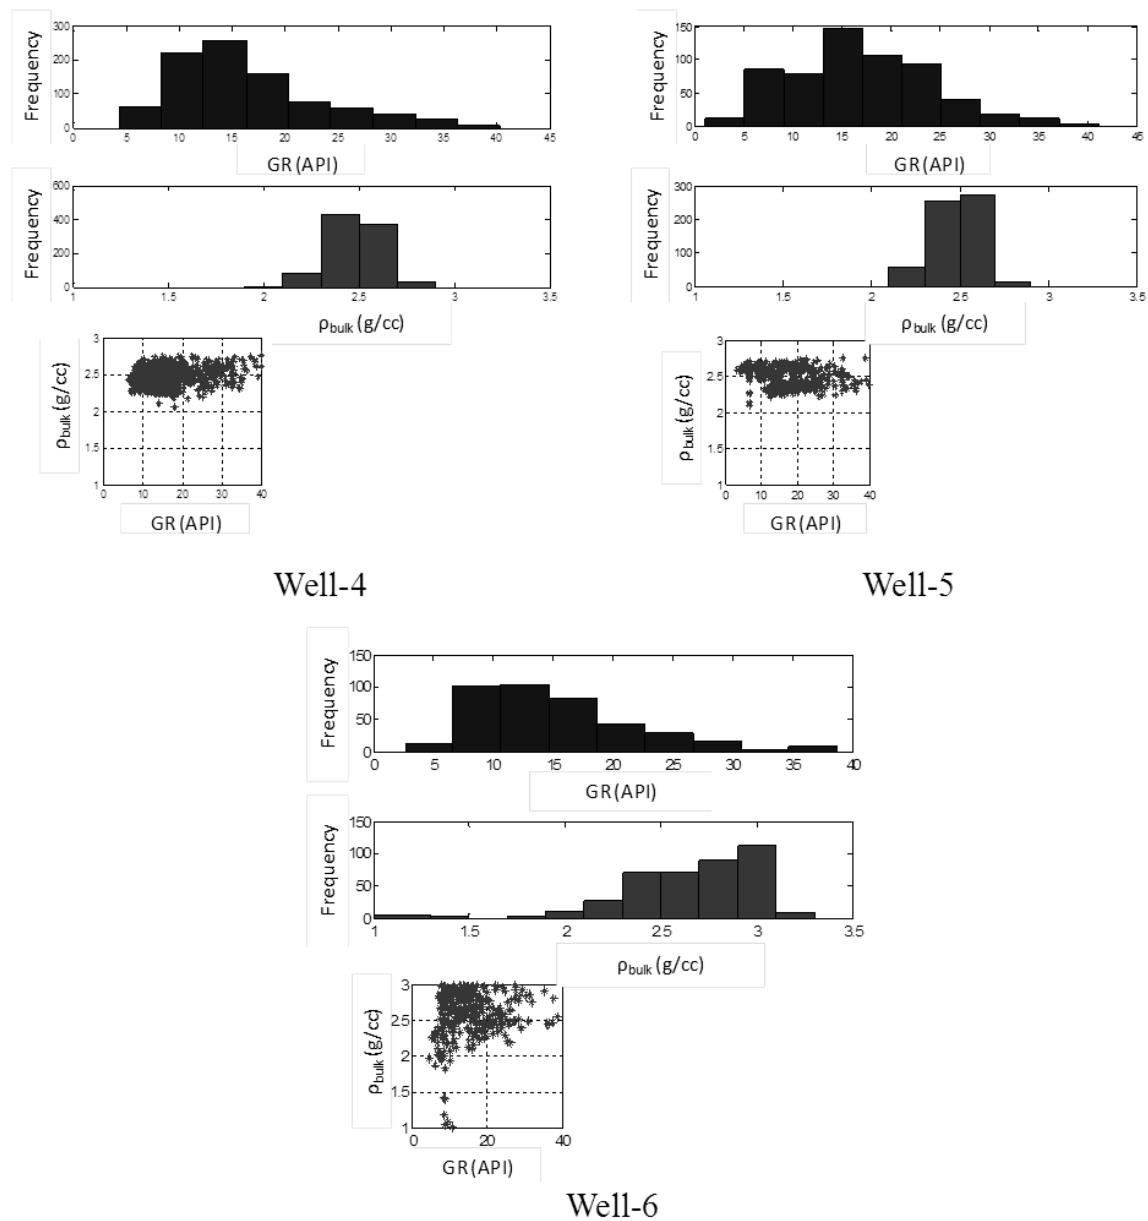 Frequency
300
200
100
0
0 5 10 15 20 25 30 35 40 45
GR (API)
Frequency
600
400
200
0
1 1.5 2 2.5 3 3.5
ρbulk (g/cc)
ρbulk (g/cc)
3
2.5
2
1.5
1
0 10 20 30 40
GR (API)
Well-4
Frequency
150
100
50
0
0 5 10 15 20 25 30 35 40 45
GR (API)
Frequency
300
200
100
0
1 1.5 2 2.5 3 3.5
ρbulk (g/cc)
ρbulk (g/cc)
3
2.5
2
1.5
1
0 10 20 30 40
GR (API)
Well-5
Frequency
150
100
50
0
0 5 10 15 20 25 30 35 40
GR (API)
Frequency
150
100
50
0
1 1.5 2 2.5 3 3.5
ρbulk (g/cc)
ρbulk (g/cc)
3
2.5
2
1.5
1
0 20 40
GR (API)
Well-6